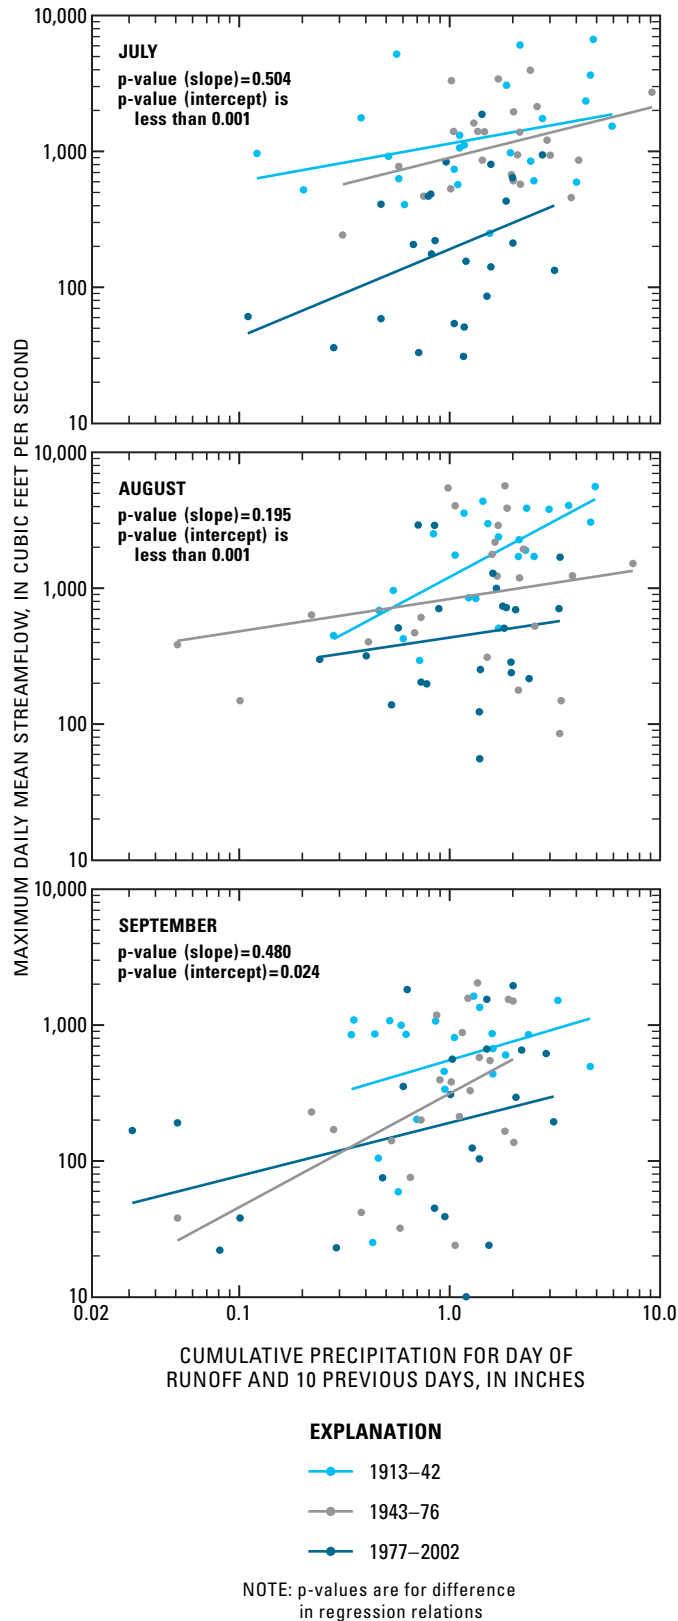 10,000
JULY
p-value (slope)=0.504
p-value (intercept) is
less than 0.001
1,000
100
10
10,000
AUGUST
p-value (slope)=0.195
p-value (intercept) is
less than 0.001
1,000
100
10
MAXIMUM DAILY MEAN STREAMFLOW, IN CUBIC FEET PER SECOND
10,000
SEPTEMBER
p-value (slope)=0.480
p-value (intercept)=0.024
1,000
100
10
0.02 0.1 1.0 10.0
CUMULATIVE PRECIPITATION FOR DAY OF
RUNOFF AND 10 PREVIOUS DAYS, IN INCHES
EXPLANATION
1913–42
1943–76
1977–2002
NOTE: p-values are for difference
in regression relations